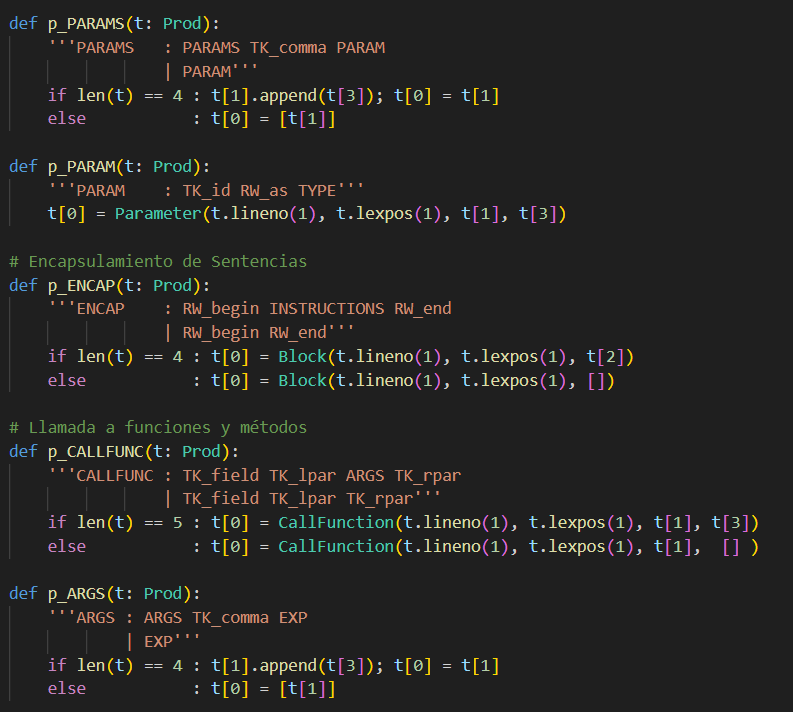 def p_PARAMS(t: Prod):
    '''PARAMS   : PARAMS TK_comma PARAM
                | PARAM'''
    if len(t) == 4 : t[1].append(t[3]); t[0] = t[1]
    else           : t[0] = [t[1]]

def p_PARAM(t: Prod):
    '''PARAM    : TK_id RW_as TYPE'''
    t[0] = Parameter(t.lineno(1), t.lexpos(1), t[1], t[3])

# Encapsulamiento de Sentencias
def p_ENCAP(t: Prod):
    '''ENCAP    : RW_begin INSTRUCTIONS RW_end
                | RW_begin RW_end'''
    if len(t) == 4 : t[0] = Block(t.lineno(1), t.lexpos(1), t[2])
    else           : t[0] = Block(t.lineno(1), t.lexpos(1), [])

# Llamada a funciones y métodos
def p_CALLFUNC(t: Prod):
    '''CALLFUNC : TK_field TK_lpar ARGS TK_rpar
                | TK_field TK_lpar TK_rpar'''
    if len(t) == 5 : t[0] = CallFunction(t.lineno(1), t.lexpos(1), t[1], t[3])
    else           : t[0] = CallFunction(t.lineno(1), t.lexpos(1), t[1],  [] )

def p_ARGS(t: Prod):
    '''ARGS : ARGS TK_comma EXP
            | EXP'''
    if len(t) == 4 : t[1].append(t[3]); t[0] = t[1]
    else           : t[0] = [t[1]]